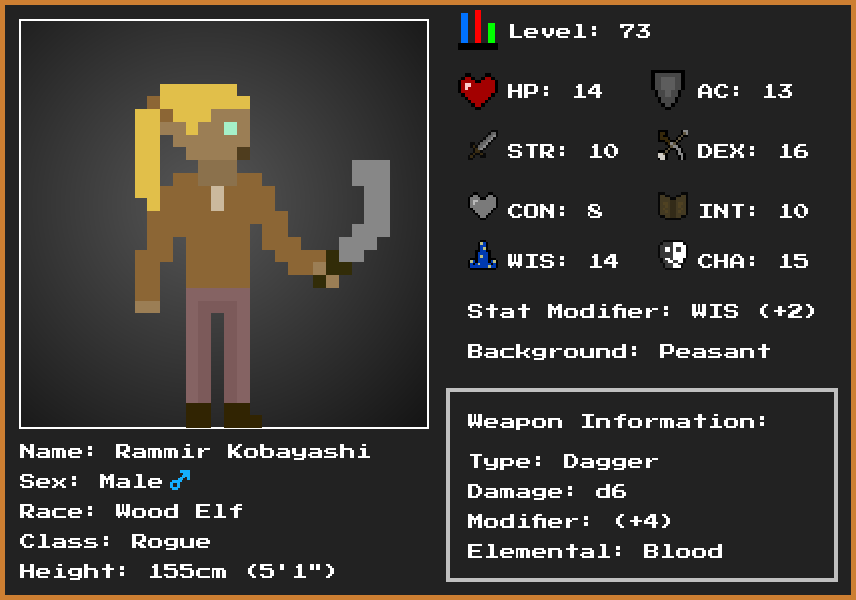 Level: 73
HP: 14 AC: 13
STR: 10 DEX: 16
CON: 8 INT: 10
WIS: 14 CHA: 15
Stat Modifier: WIS (+2)
Background: Peasant
Name: Rammir Kobayashi
Sex: Male ♂
Race: Wood Elf
Class: Rogue
Height: 155cm (5'1")
Weapon Information:
Type: Dagger
Damage: d6
Modifier: (+4)
Elemental: Blood